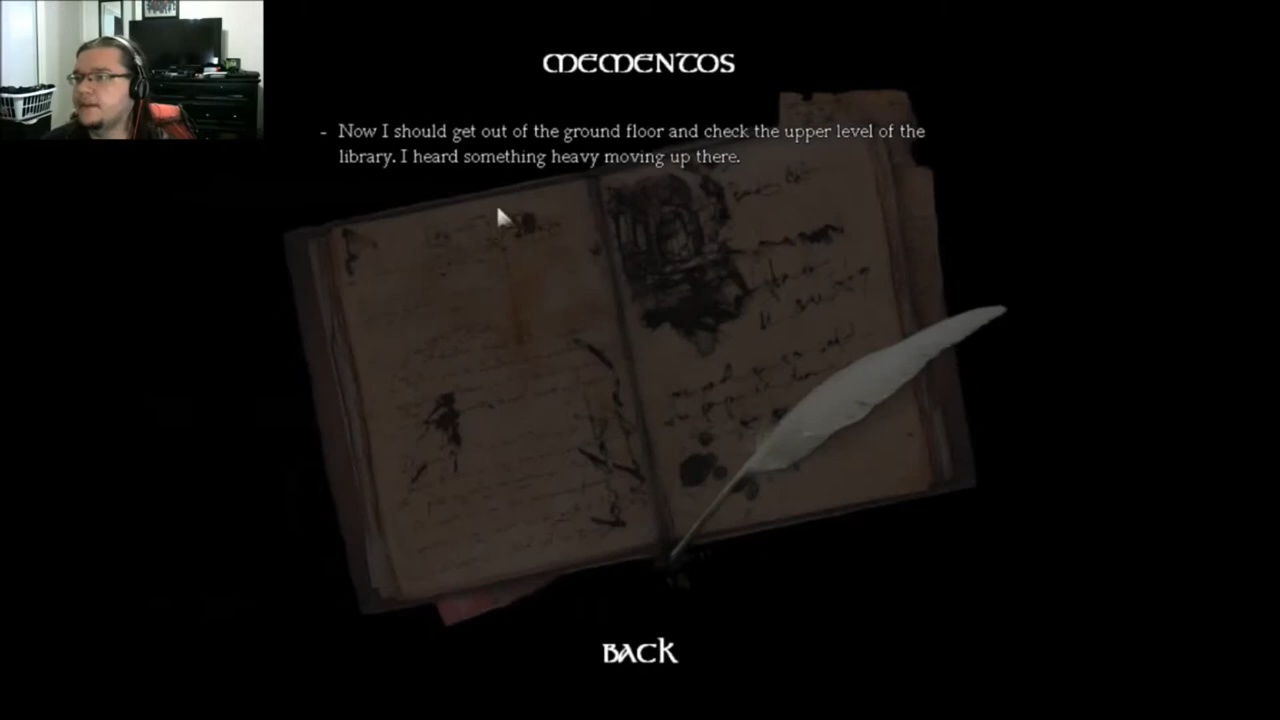 MEMENTOS
- Now I should get out of the ground floor and check the upper level of the
library. I heard something heavy moving up there.
BACK